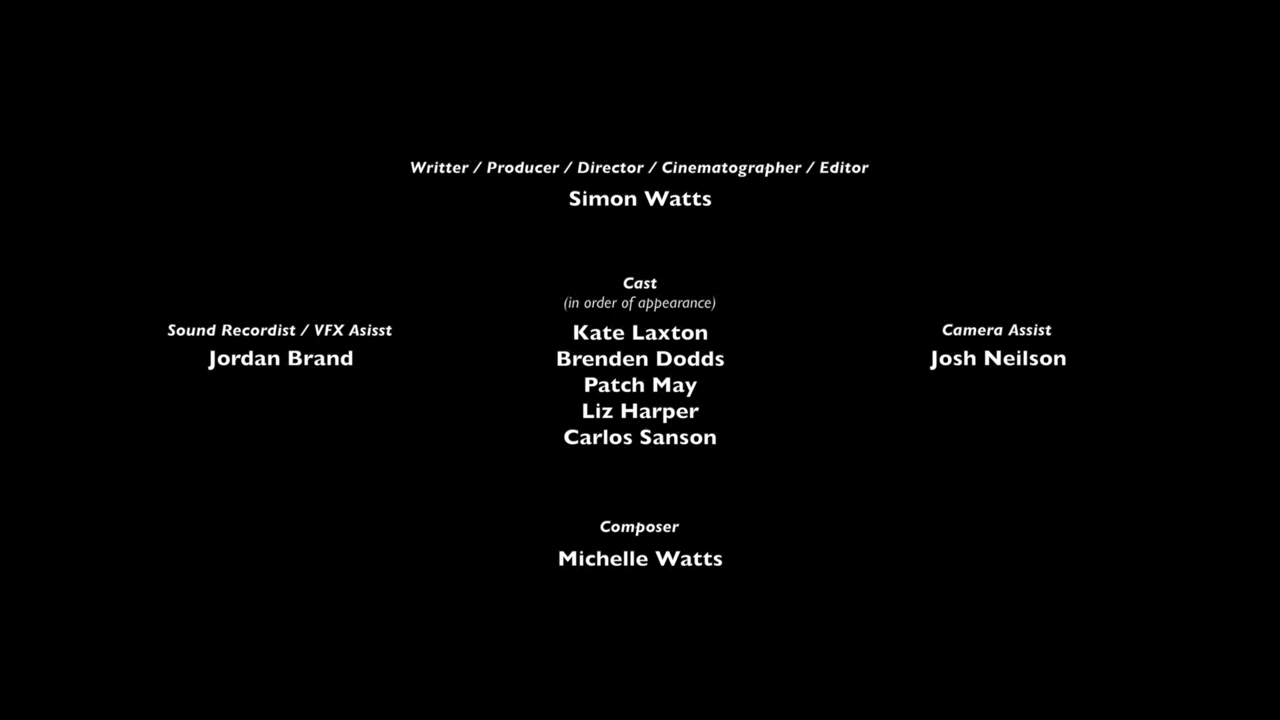 Writter / Producer / Director / Cinematographer / Editor
Simon Watts
Cast
(in order of appearance)
Kate Laxton
Brenden Dodds
Patch May
Liz Harper
Carlos Sanson
Sound Recordist / VFX Asisst
Jordan Brand
Camera Assist
Josh Neilson
Composer
Michelle Watts